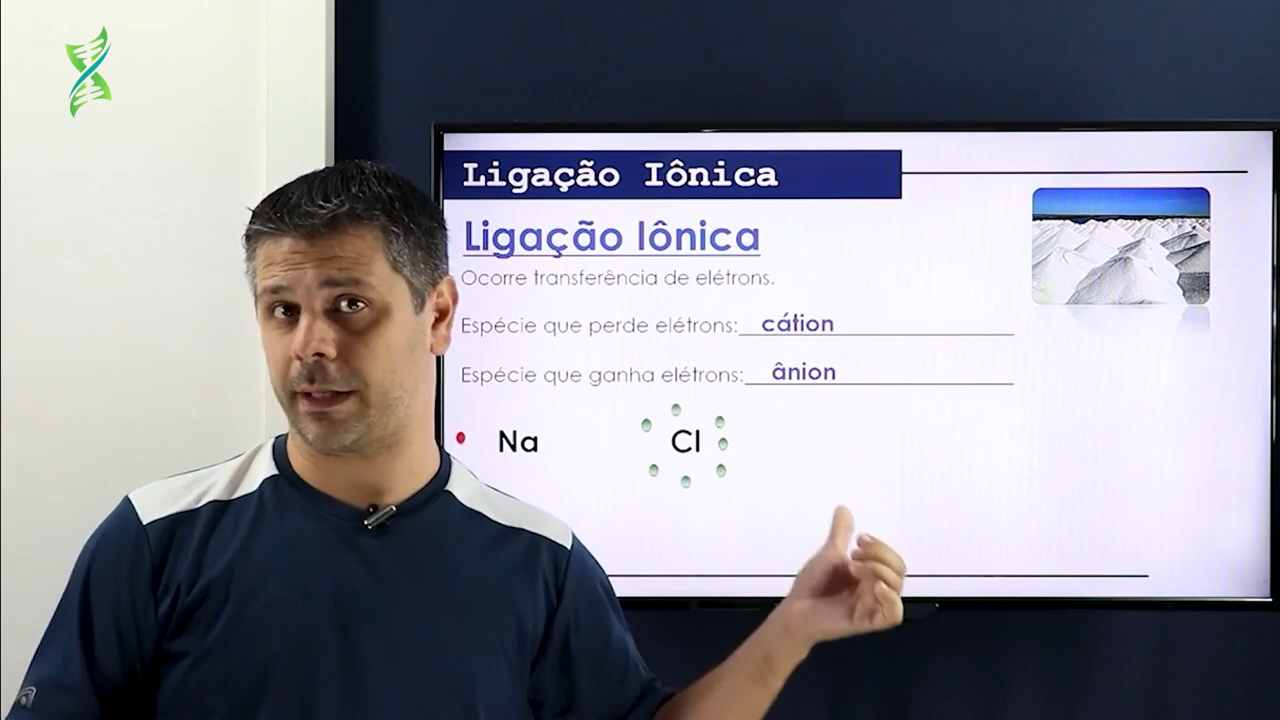 Ligação Iônica
Ligação Iônica
Ocorre transferência de elétrons.
Espécie que perde elétrons: cátion
Espécie que ganha elétrons: ânion
Na Cl